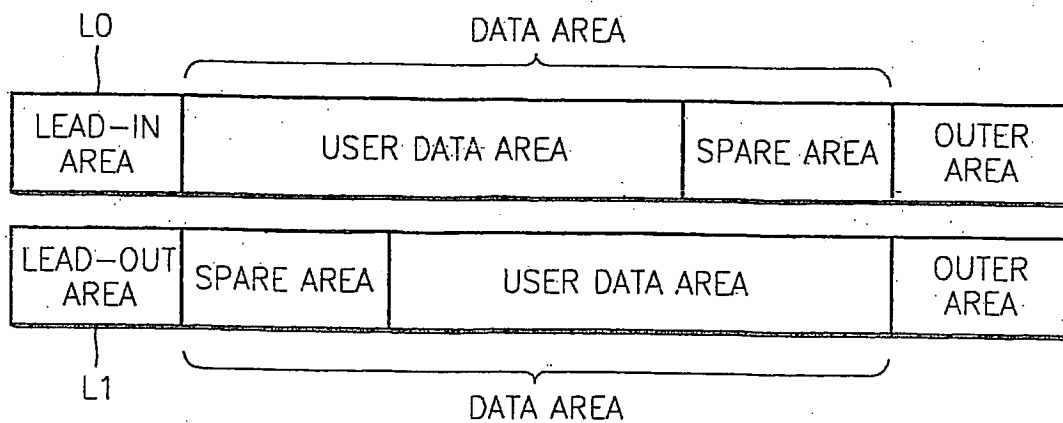 L0
DATA AREA
LEAD-IN
AREA
USER DATA AREA
SPARE AREA
OUTER
AREA
LEAD-OUT
AREA
SPARE AREA
USER DATA AREA
OUTER
AREA
L1
DATA AREA